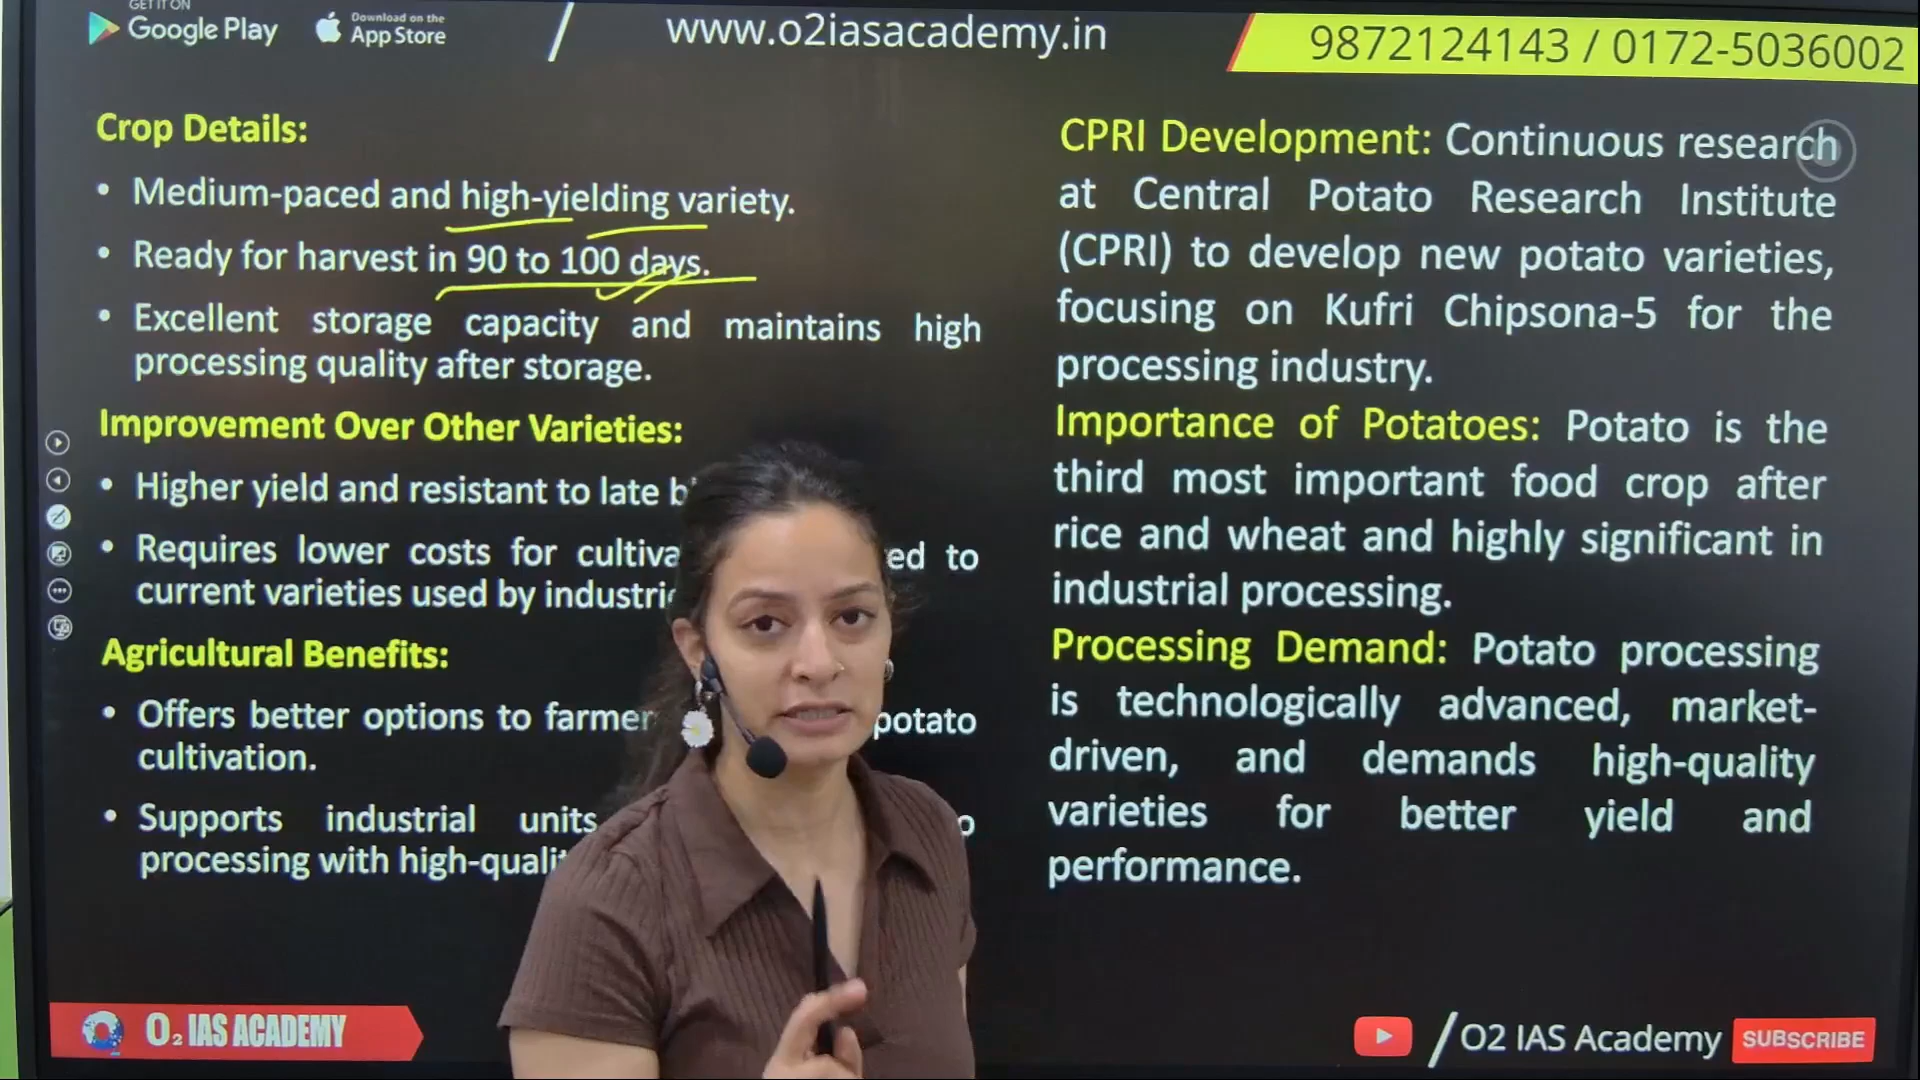 GET IT ON
Google Play
Download on the
App Store
www.o2iasacademy.in
9872124143 / 0172-5036002
Crop Details:
• Medium-paced and high-yielding variety.
• Ready for harvest in 90 to 100 days.
• Excellent storage capacity and maintains high
processing quality after storage.
Improvement Over Other Varieties:
• Higher yield and resistant to late
• Requires lower costs for
ed to
current varieties used by
Agricultural Benefits:
• Offers better options to
potato
cultivation.
• Supports industrial units
processing with
CPRI Development: Continuous research
at Central Potato Research Institute
(CPRI) to develop new potato varieties,
focusing on Kufri Chipsona-5 for the
processing industry.
Importance of Potatoes: Potato is the
third most important food crop after
rice and wheat and highly significant in
industrial processing.
Processing Demand: Potato processing
is technologically advanced, market-
driven, and demands high-quality
varieties for better yield and
performance.
O2 IAS ACADEMY
/O2 IAS Academy
SUBSCRIBE